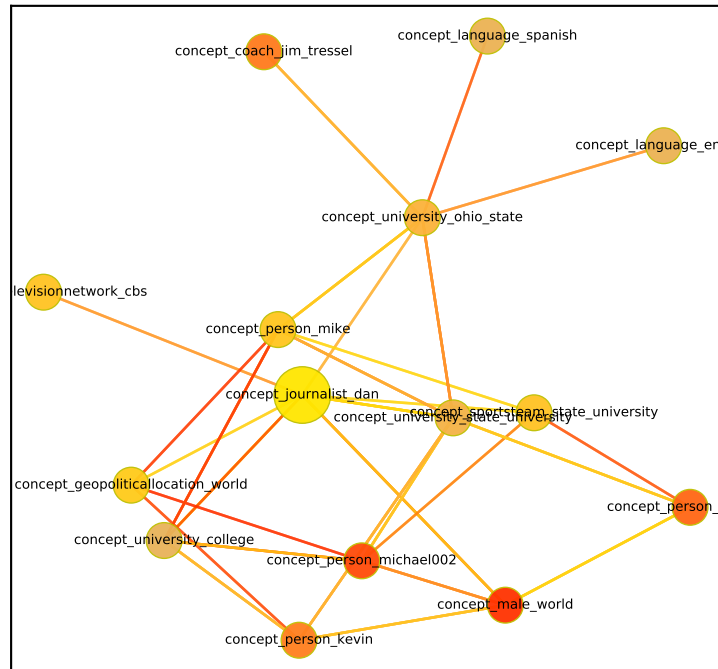 concept_language_spanish
concept_coach_jim_tressel
concept_language_en
concept_university_ohio_state
levisionnetwork_cbs
concept_person_mike
concept_journalist_dan
concept_sportsteam_state_university
concept_university_state_university
concept_geopoliticallocation_world
concept_person_
concept_university_college
concept_person_michael002
concept_male_world
concept_person_kevin